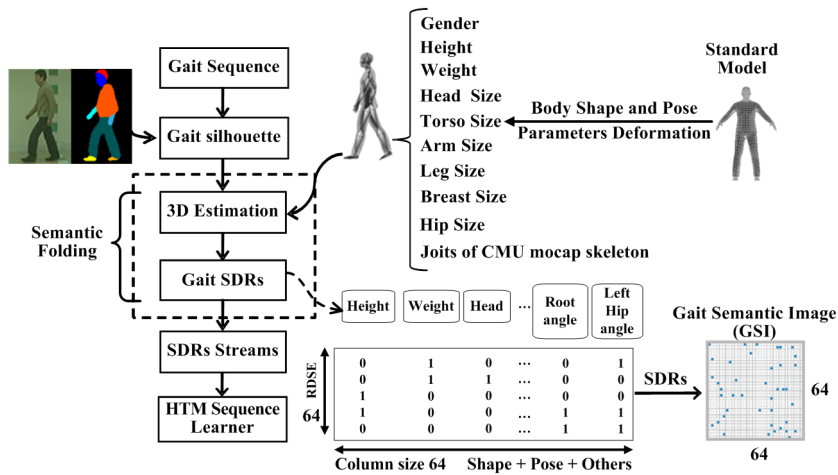 Gait Sequence
Gait silhouette
3D Estimation
Gait SDRs
SDRs Streams
HTM Sequence
Learner
Semantic
Folding
Gender
Height
Weight
Head Size
Torso Size
Arm Size
Leg Size
Breast Size
Hip Size
Joits of CMU mocap skeleton
Body Shape and Pose
Parameters Deformation
Standard
Model
Height Weight Head ... Root angle Left Hip angle
0 1 0 ... 0 1
0 1 1 ... 0 0
1 0 0 ... 0 0
1 0 0 ... 1 1
0 0 0 ... 1 1
RDSE
64
Column size 64 Shape + Pose + Others
SDRs
Gait Semantic Image
(GSI)
64
64